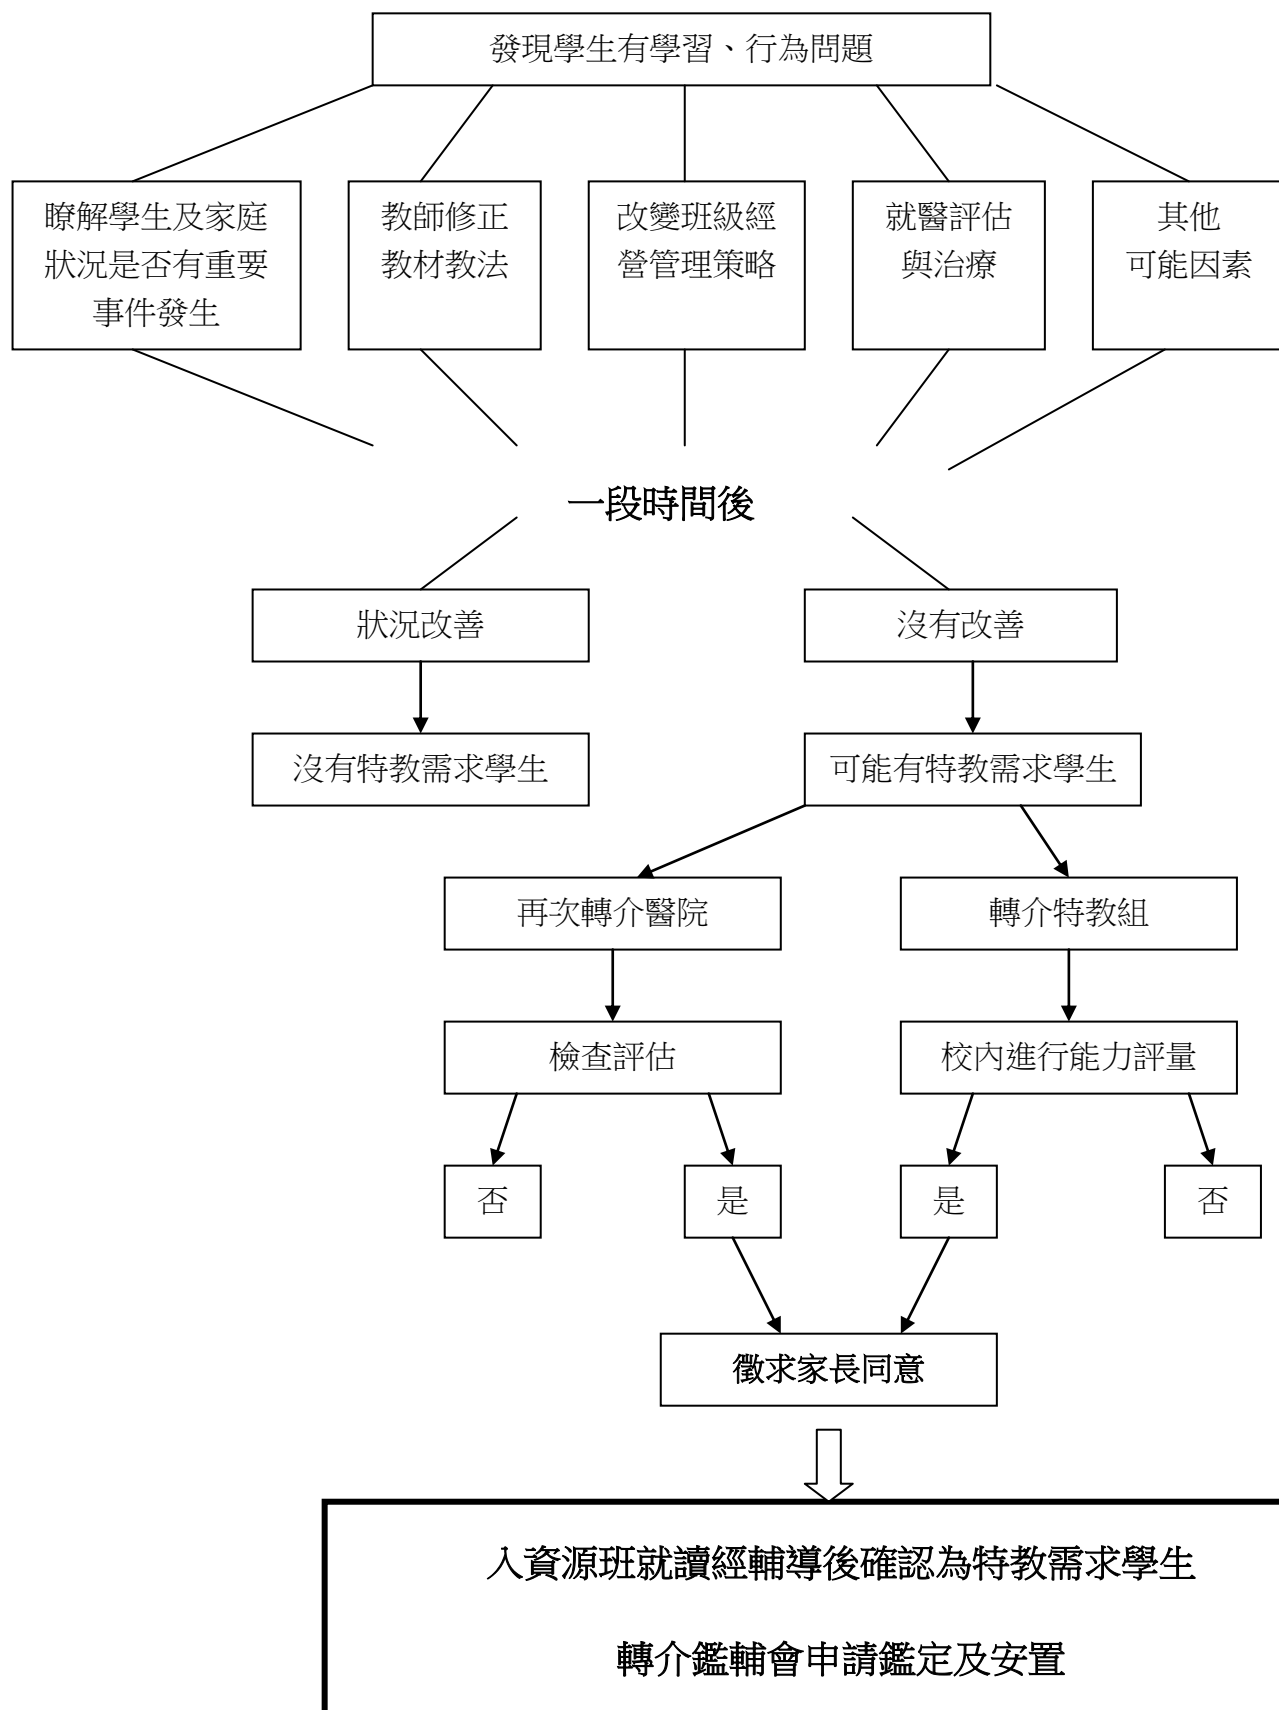 發現學生有學習、行為問題
瞭解學生及家庭
狀況是否有重要
事件發生
教師修正
教材教法
改變班級經
營管理策略
就醫評估
與治療
其他
可能因素
一段時間後
狀況改善
沒有改善
沒有特教需求學生
可能有特教需求學生
再次轉介醫院
轉介特教組
檢查評估
校內進行能力評量
否
是
是
否
徵求家長同意
入資源班就讀經輔導後確認為特教需求學生
轉介鑑輔會申請鑑定及安置